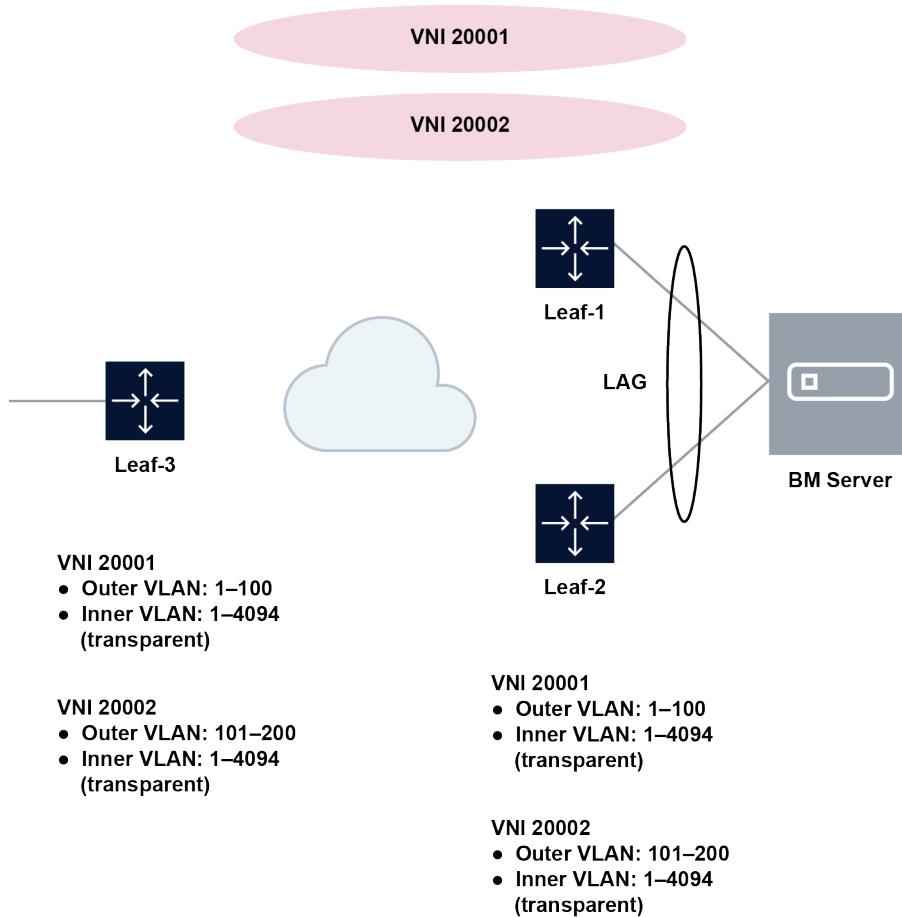 VNI 20001
VNI 20002
Leaf-1
LAG
Leaf-3
BM Server
Leaf-2
VNI 20001
● Outer VLAN: 1–100
● Inner VLAN: 1–4094
(transparent)
VNI 20002
● Outer VLAN: 101–200
● Inner VLAN: 1–4094
(transparent)
VNI 20001
● Outer VLAN: 1–100
● Inner VLAN: 1–4094
(transparent)
VNI 20002
● Outer VLAN: 101–200
● Inner VLAN: 1–4094
(transparent)